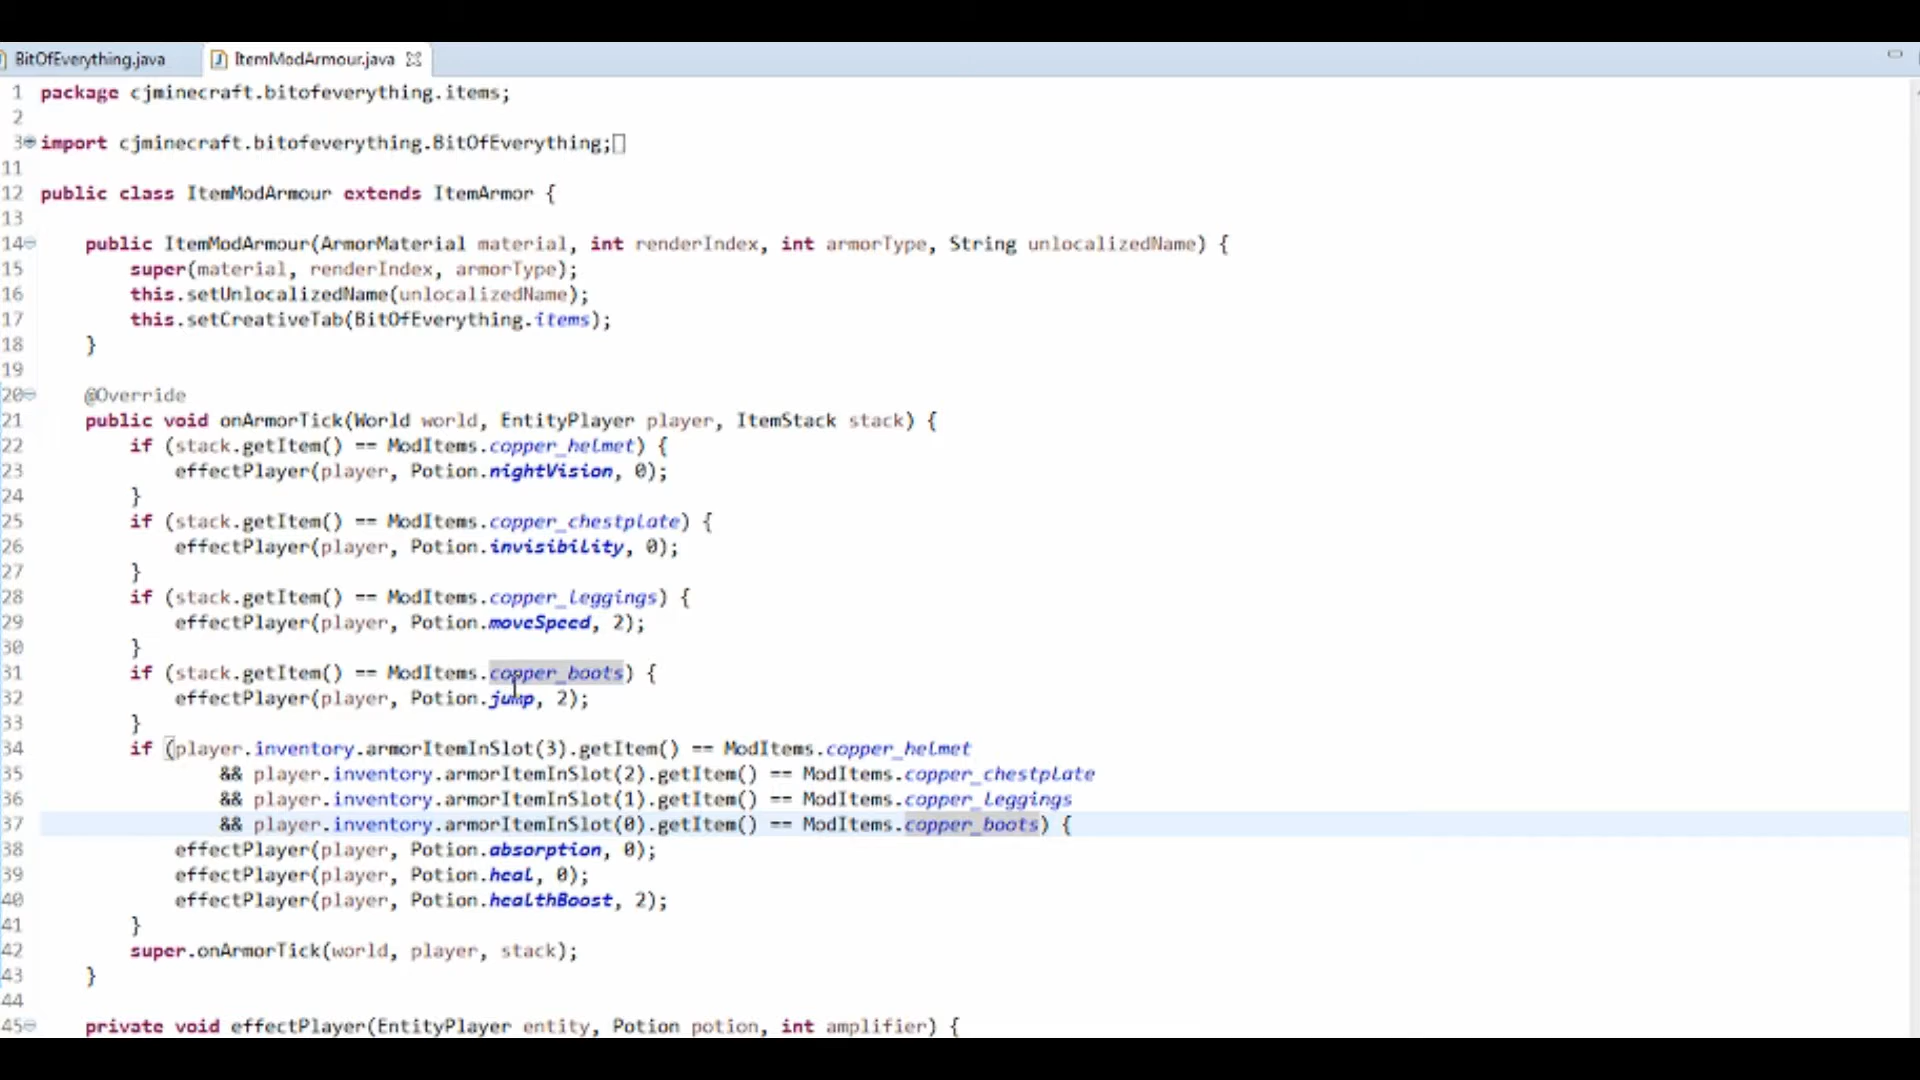 BitOfEverything.java ItemModArmour.java
1 package cjminecraft.bitofeverything.items;
2
3 import cjminecraft.bitofeverything.BitOfEverything;
11
12 public class ItemModArmour extends ItemArmor {
13
14 public ItemModArmour(ArmorMaterial material, int renderIndex, int armorType, String unlocalizedName) {
15 super(material, renderIndex, armorType);
16 this.setUnlocalizedName(unlocalizedName);
17 this.setCreativeTab(BitOfEverything.items);
18 }
19
20 @Override
21 public void onArmorTick(World world, EntityPlayer player, ItemStack stack) {
22 if (stack.getItem() == ModItems.copper_helmet) {
23 effectPlayer(player, Potion.nightVision, 0);
24 }
25 if (stack.getItem() == ModItems.copper_chestplate) {
26 effectPlayer(player, Potion.invisibility, 0);
27 }
28 if (stack.getItem() == ModItems.copper_leggings) {
29 effectPlayer(player, Potion.moveSpeed, 2);
30 }
31 if (stack.getItem() == ModItems.copper_boots) {
32 effectPlayer(player, Potion.jump, 2);
33 }
34 if (player.inventory.armorItemInSlot(3).getItem() == ModItems.copper_helmet
35 && player.inventory.armorItemInSlot(2).getItem() == ModItems.copper_chestplate
36 && player.inventory.armorItemInSlot(1).getItem() == ModItems.copper_leggings
37 && player.inventory.armorItemInSlot(0).getItem() == ModItems.copper_boots) {
38 effectPlayer(player, Potion.absorption, 0);
39 effectPlayer(player, Potion.heal, 0);
40 effectPlayer(player, Potion.healthBoost, 2);
41 }
42 super.onArmorTick(world, player, stack);
43 }
44
45 private void effectPlayer(EntityPlayer entity, Potion potion, int amplifier) {